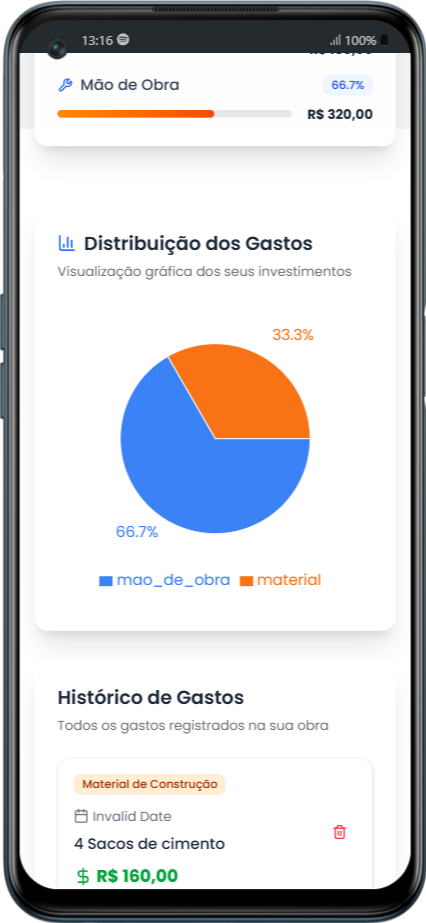 13:16
100%
Mão de Obra
66.7%
R$ 320,00
Distribuição dos Gastos
Visualização gráfica dos seus investimentos
33.3%
66.7%
mao_de_obra material
Histórico de Gastos
Todos os gastos registrados na sua obra
Material de Construção
Invalid Date
4 Sacos de cimento
R$ 160,00